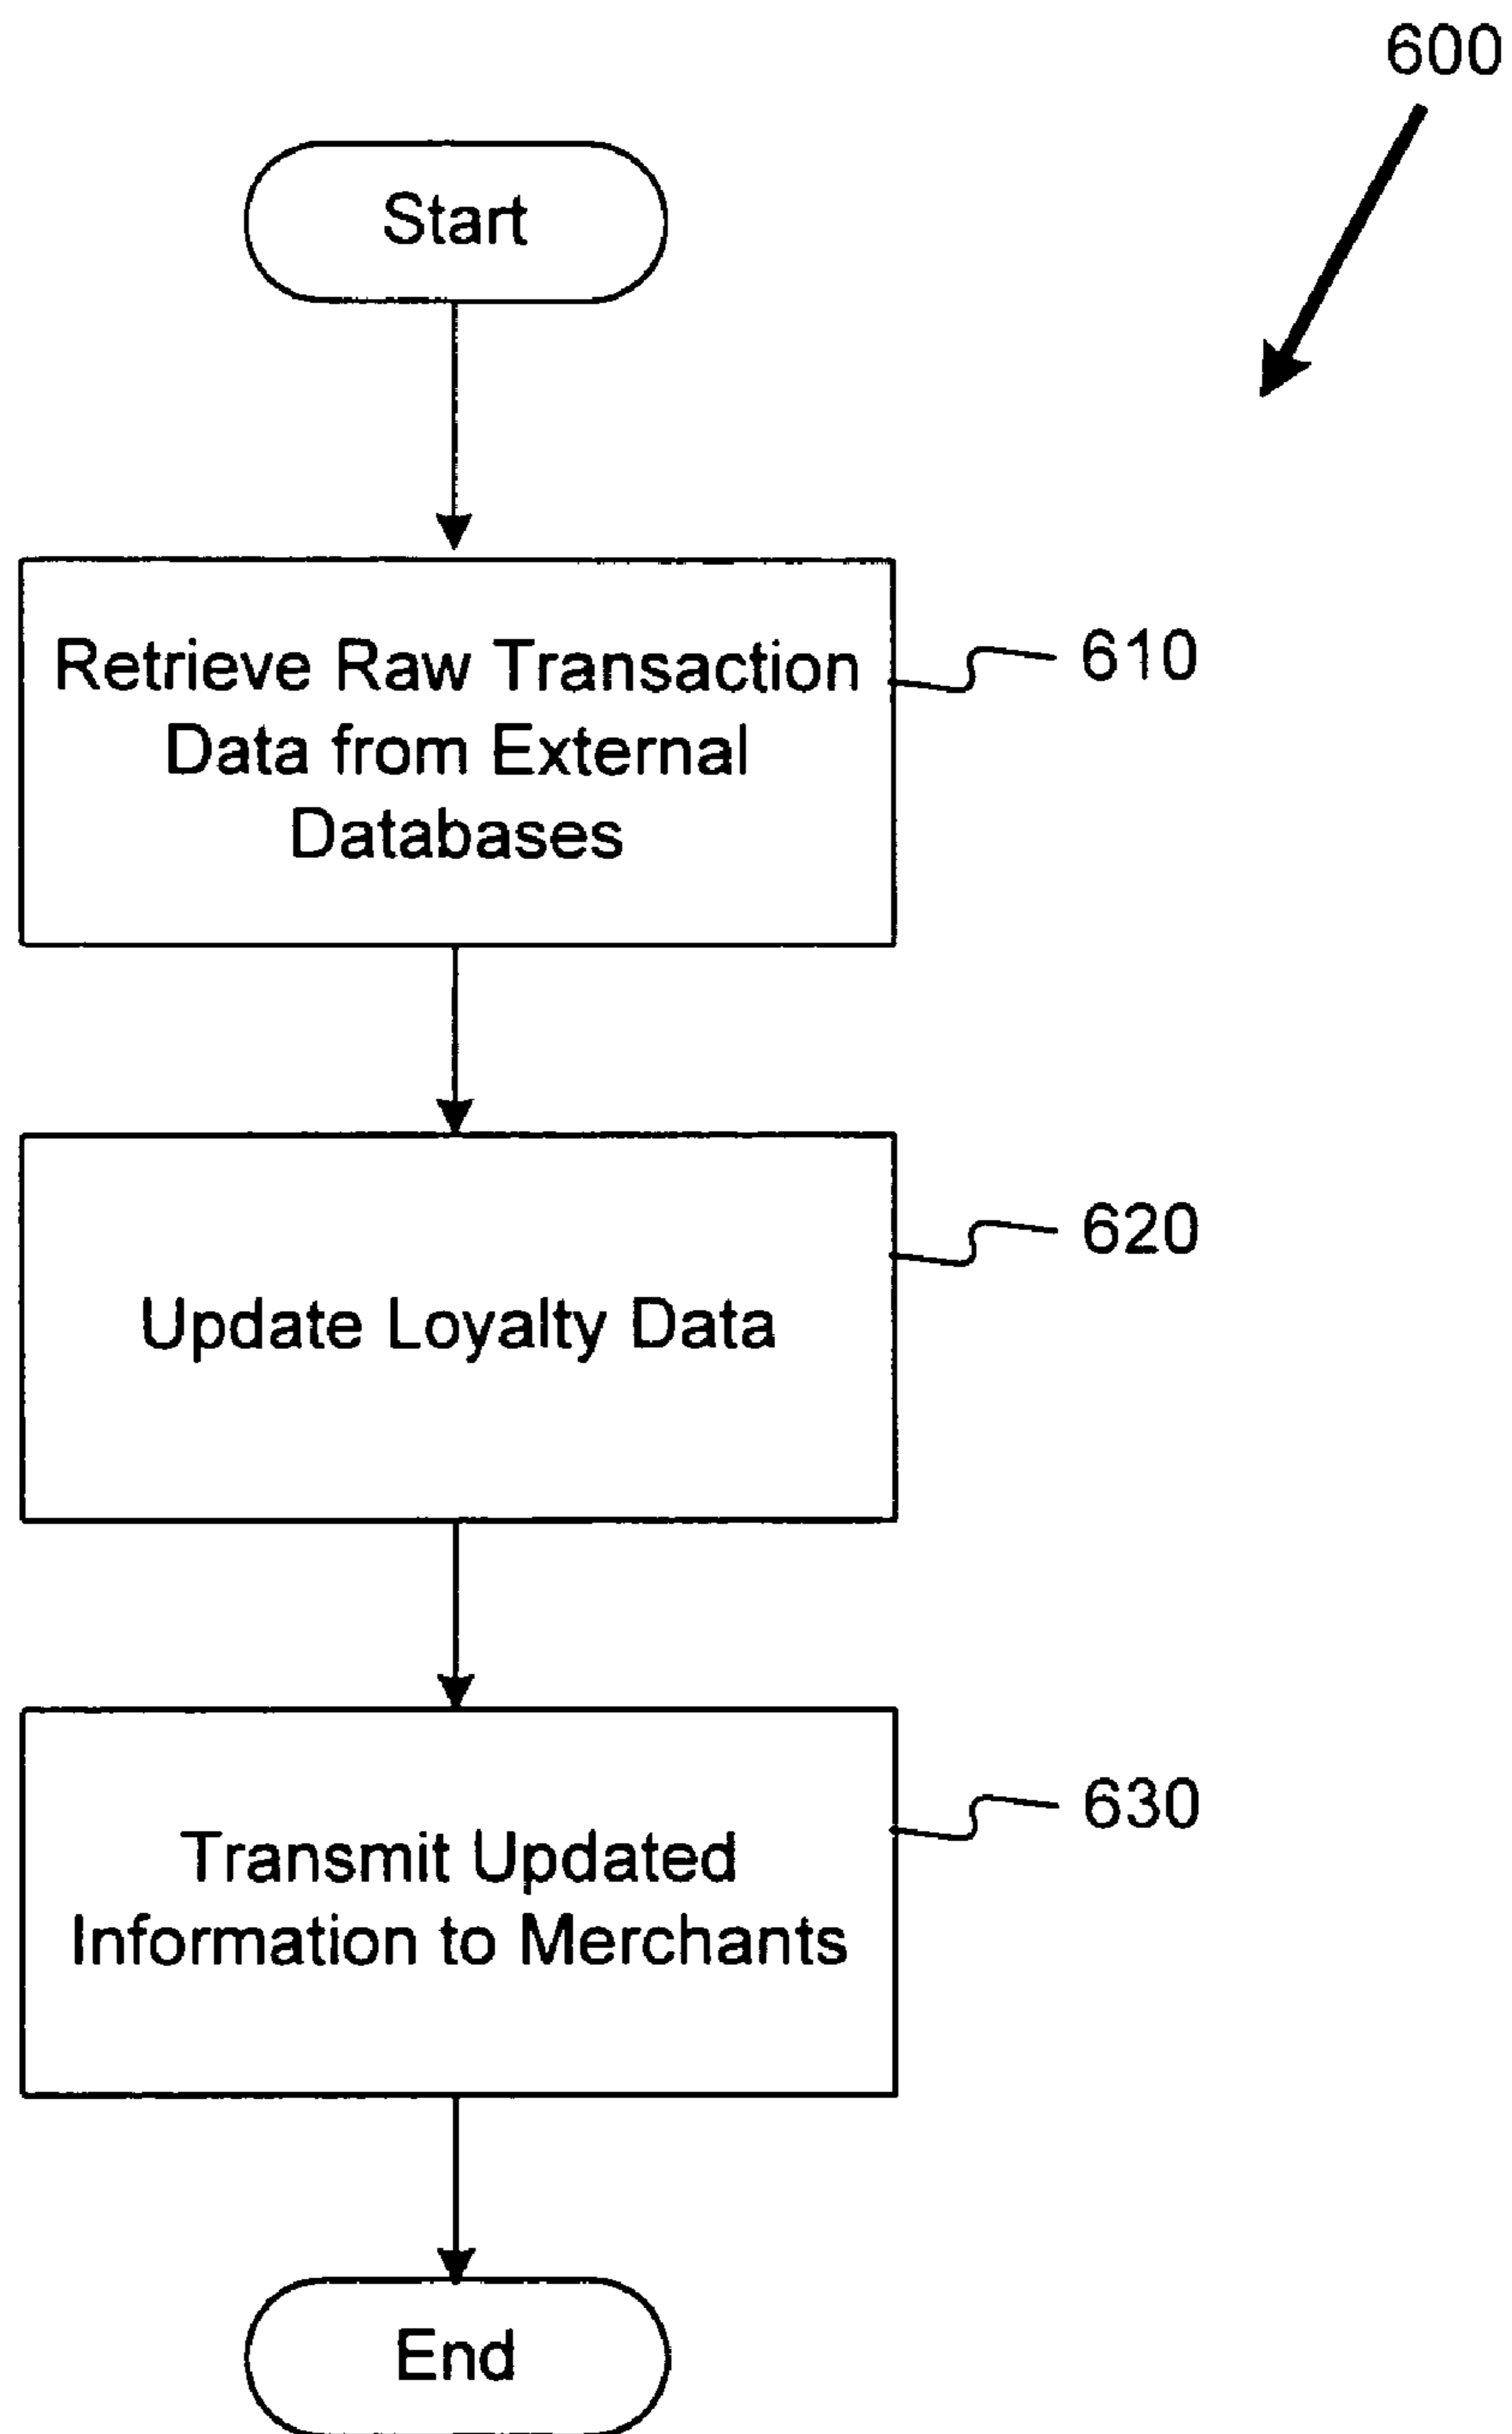 600
Start
Retrieve Raw Transaction
Data from External
Databases
610
Update Loyalty Data
620
Transmit Updated
Information to Merchants
630
End